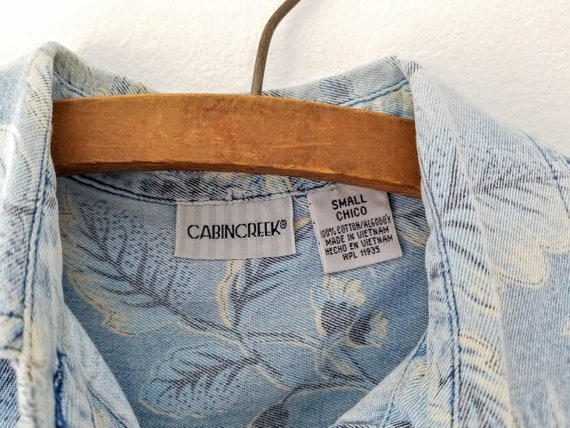 CABINCREEK®
SMALL
CHICO
100% COTTON/ALGODÓN
MADE IN VIETNAM
HECHO EN VIETNAM
WPL 11935